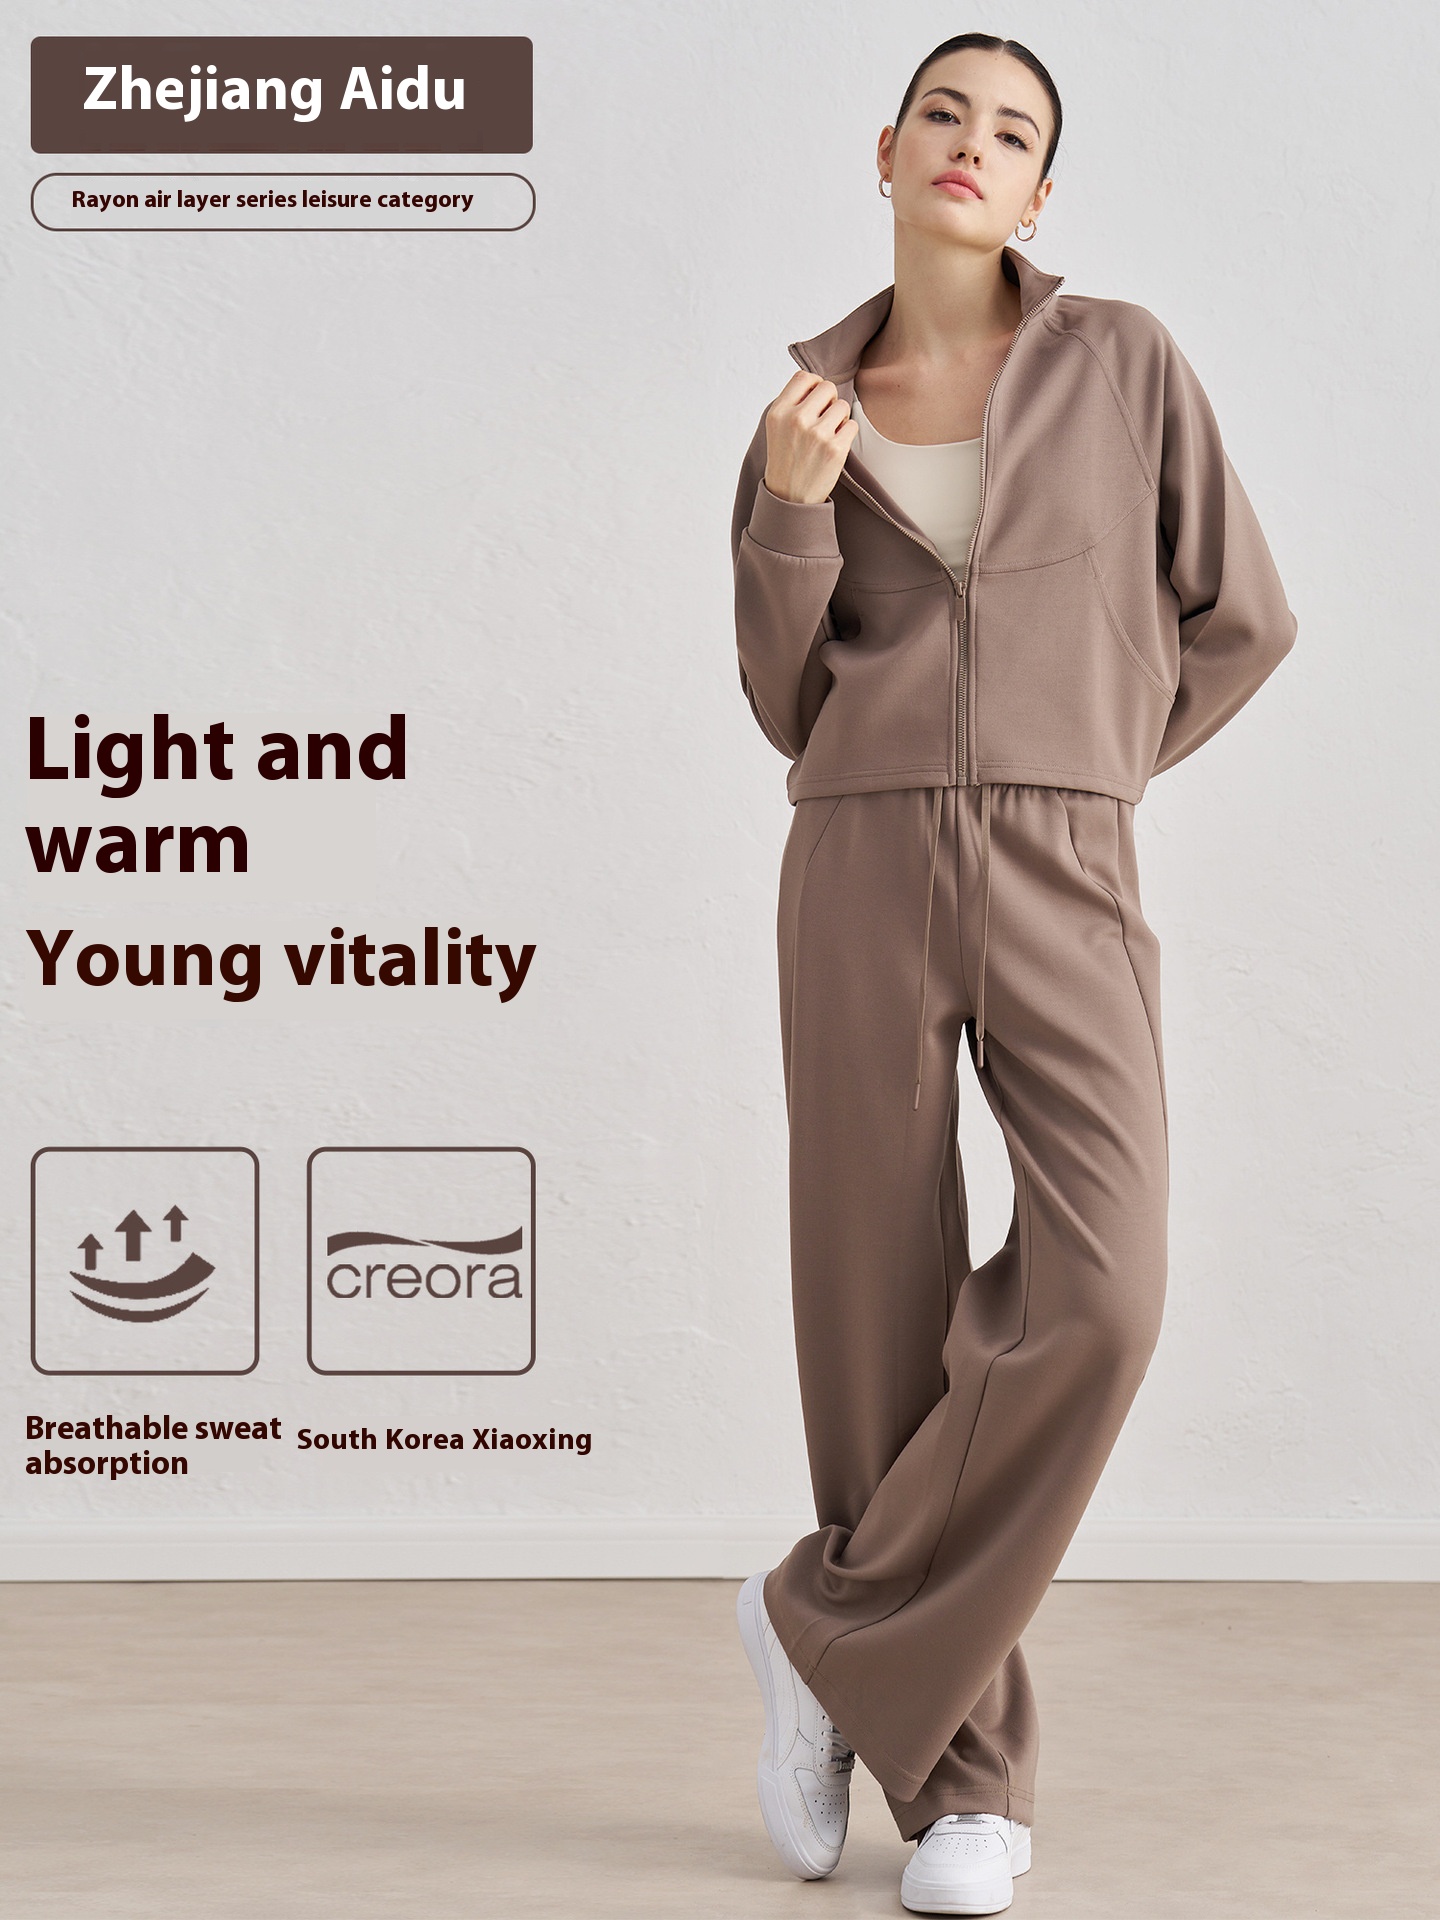 Zhejiang Aidu
Rayon air layer series leisure category
Light and
warm
Young vitality
creora
Breathable sweat
absorption
South Korea Xiaoxing